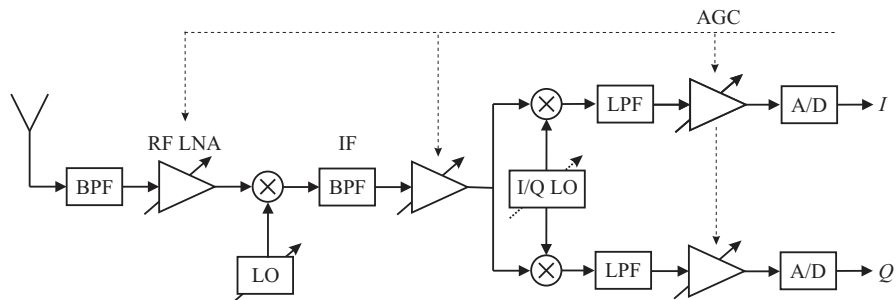 AGC
LPF
A/D
I
RF LNA
IF
BPF
BPF
I/Q LO
LO
LPF
A/D
Q